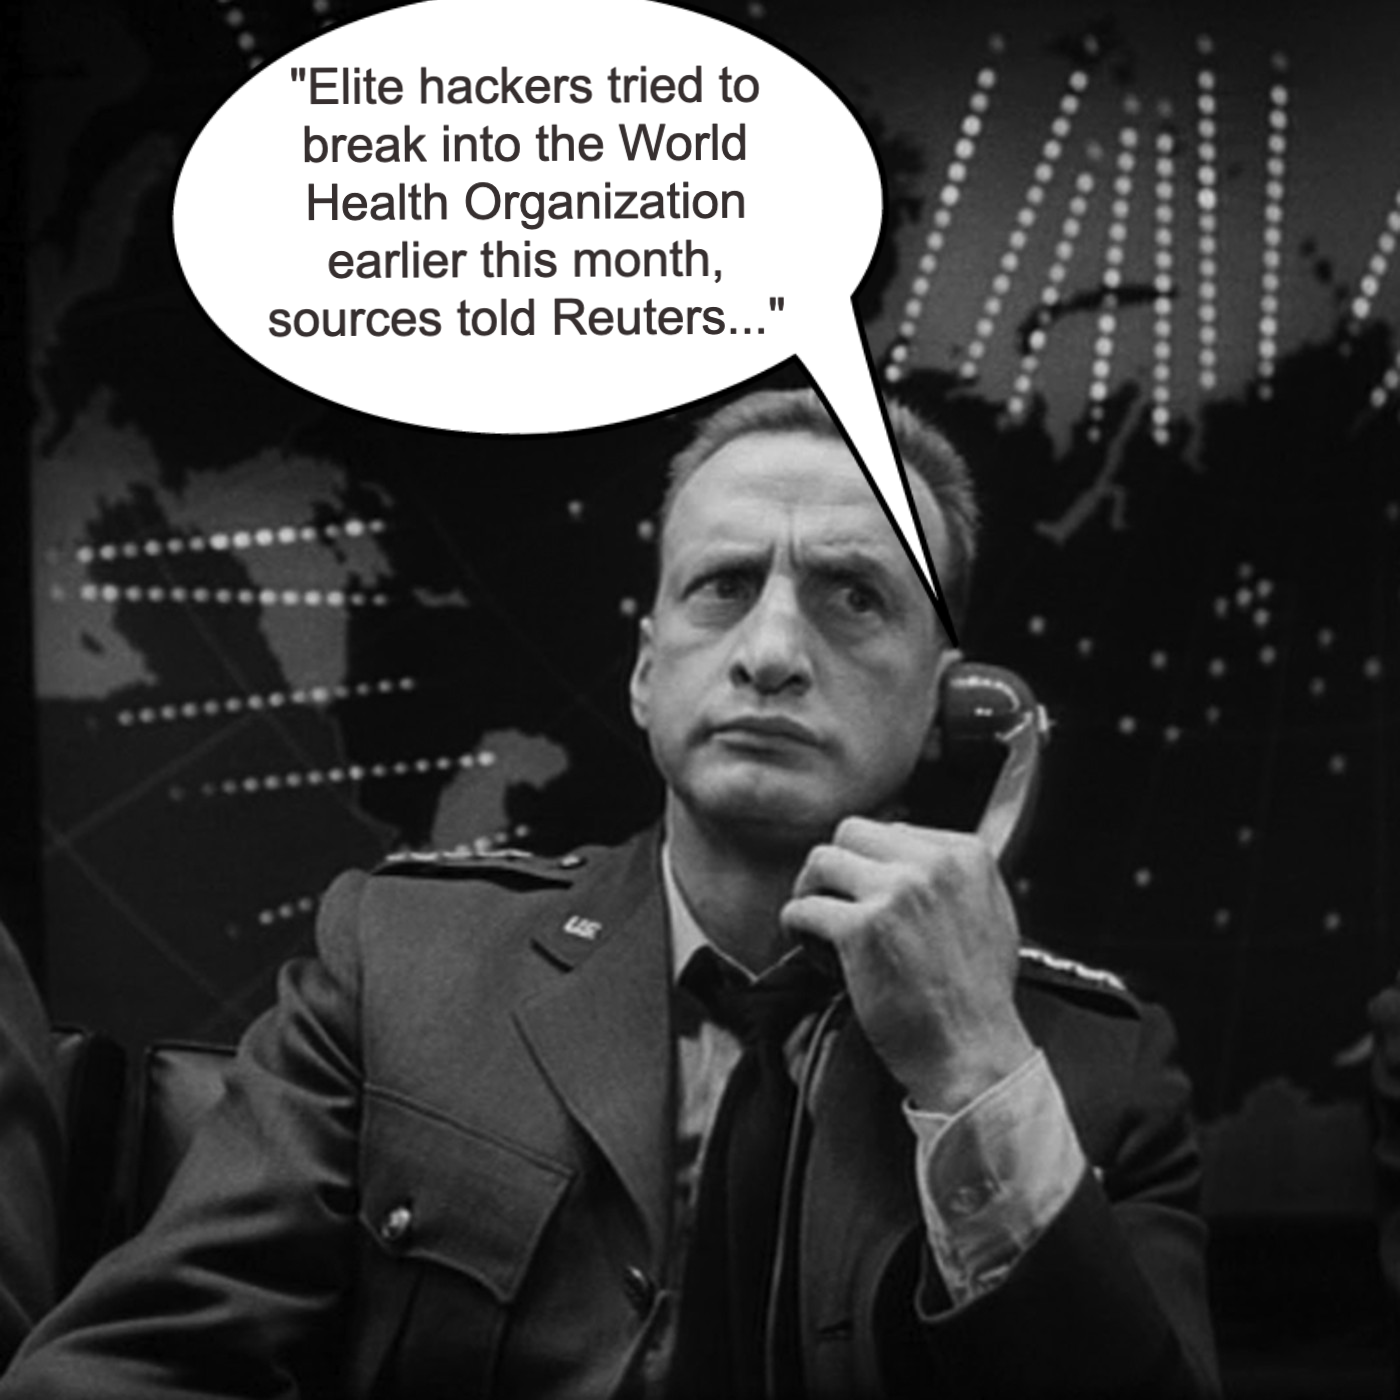 "Elite hackers tried to
break into the World
Health Organization
earlier this month,
sources told Reuters..."
U.S.